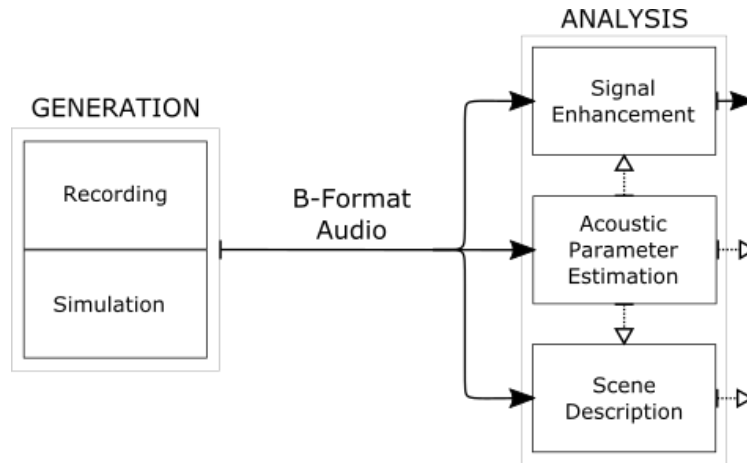 GENERATION
Recording
Simulation
B-Format
Audio
ANALYSIS
Signal
Enhancement
Acoustic
Parameter
Estimation
Scene
Description